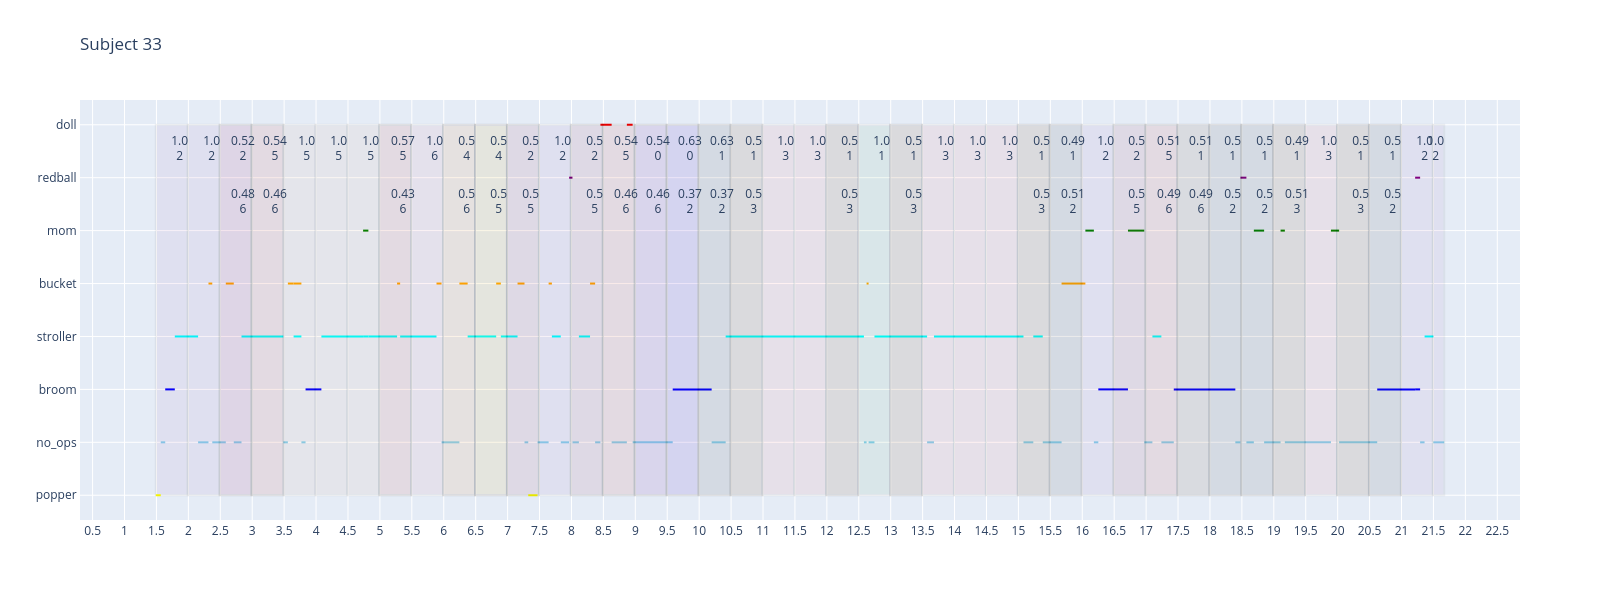 Subject 33
doll
1.0 1.0 0.52 0.54 1.0 1.0 1.0 0.57 1.0 0.5 0.5 0.5 1.0 0.5 0.54 0.54 0.63 0.63 0.5 1.0 1.0 0.5 1.0 0.5 1.0 1.0 1.0 0.5 0.49 1.0 0.5 0.51 0.51 0.5 0.5 0.49 1.0 0.5 0.5 1.0 1.0
2 2 2 5 5 5 5 5 6 4 4 2 2 2 5 0 0 1 1 3 3 1 1 1 3 3 3 1 1 2 2 5 1 1 1 1 3 1 1 2 2
redball
0.48 0.46 0.43 0.5 0.5 0.5 0.5 0.46 0.46 0.37 0.37 0.5 0.5 0.5 0.5 0.51 0.5 0.49 0.49 0.5 0.5 0.51 0.5 0.5
6 6 6 6 5 5 5 6 6 2 2 3 3 3 3 2 5 6 6 2 2 3 3 2
mom
bucket
stroller
broom
no_ops
popper
0.5 1 1.5 2 2.5 3 3.5 4 4.5 5 5.5 6 6.5 7 7.5 8 8.5 9 9.5 10 10.5 11 11.5 12 12.5 13 13.5 14 14.5 15 15.5 16 16.5 17 17.5 18 18.5 19 19.5 20 20.5 21 21.5 22 22.5